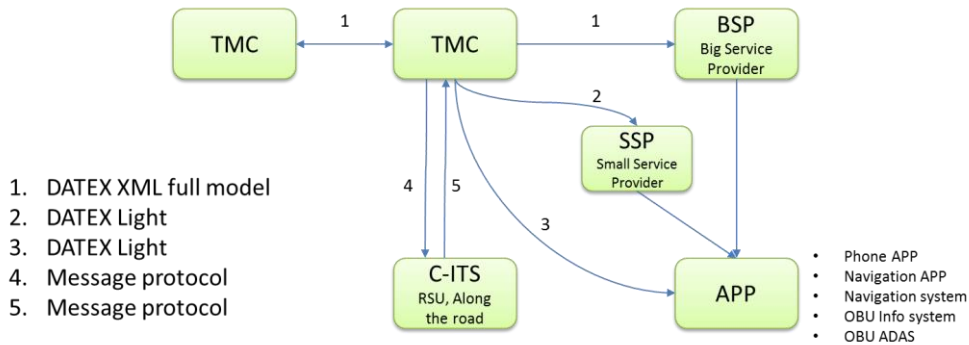 TMC
1
TMC
1
BSP
Big Service
Provider
2
SSP
Small Service
Provider
1. DATEX XML full model
2. DATEX Light
3. DATEX Light
4. Message protocol
5. Message protocol
4
5
3
C-ITS
RSU, Along
the road
APP
• Phone APP
• Navigation APP
• Navigation system
• OBU Info system
• OBU ADAS